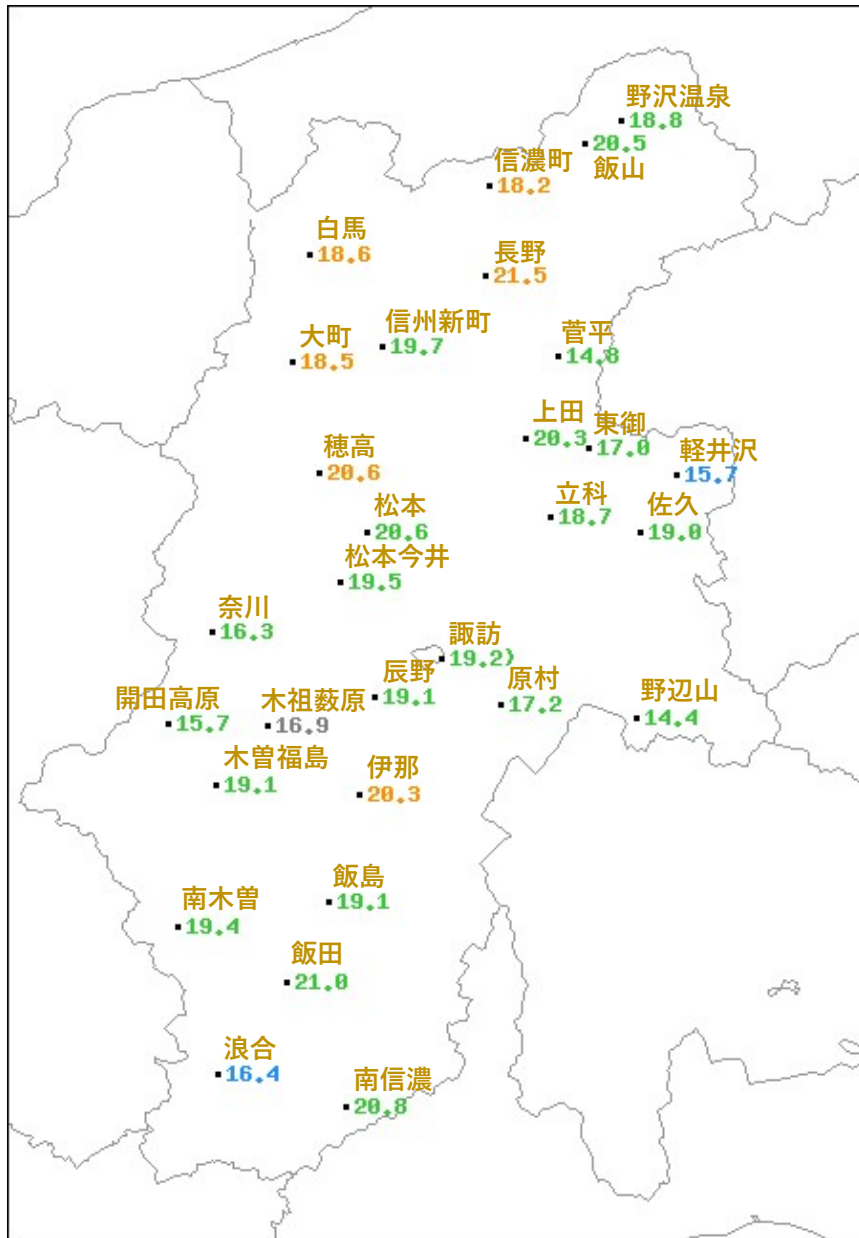 野沢温泉
18.8
20.5
飯山
信濃町
18.2
白馬
18.6
長野
21.5
信州新町
19.7
大町
18.5
菅平
14.8
上田
20.3
東御
17.0
軽井沢
15.7
穂高
20.6
立科
18.7
佐久
19.0
松本
20.6
松本今井
19.5
奈川
16.3
諏訪
19.2)
辰野
19.1
原村
17.2
野辺山
14.4
開田高原
15.7
木祖薮原
16.9
木曽福島
19.1
伊那
20.3
飯島
19.1
南木曽
19.4
飯田
21.0
浪合
16.4
南信濃
20.8